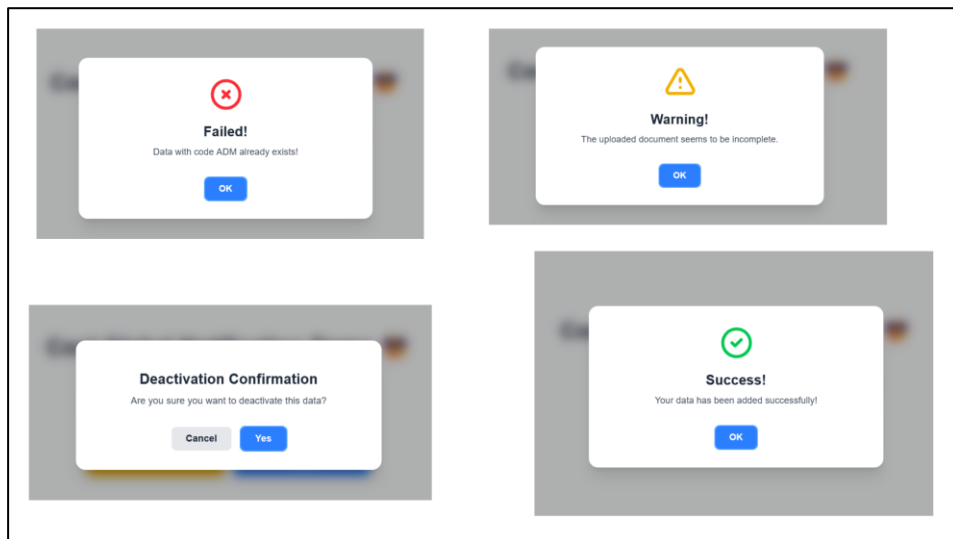 Failed!
Data with code ADM already exists!
OK
Warning!
The uploaded document seems to be incomplete.
OK
Deactivation Confirmation
Are you sure you want to deactivate this data?
Cancel
Yes
Success!
Your data has been added successfully!
OK